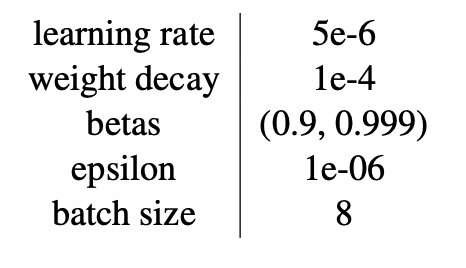 learning rate 5e-6
weight decay 1e-4
betas (0.9, 0.999)
epsilon 1e-06
batch size 8